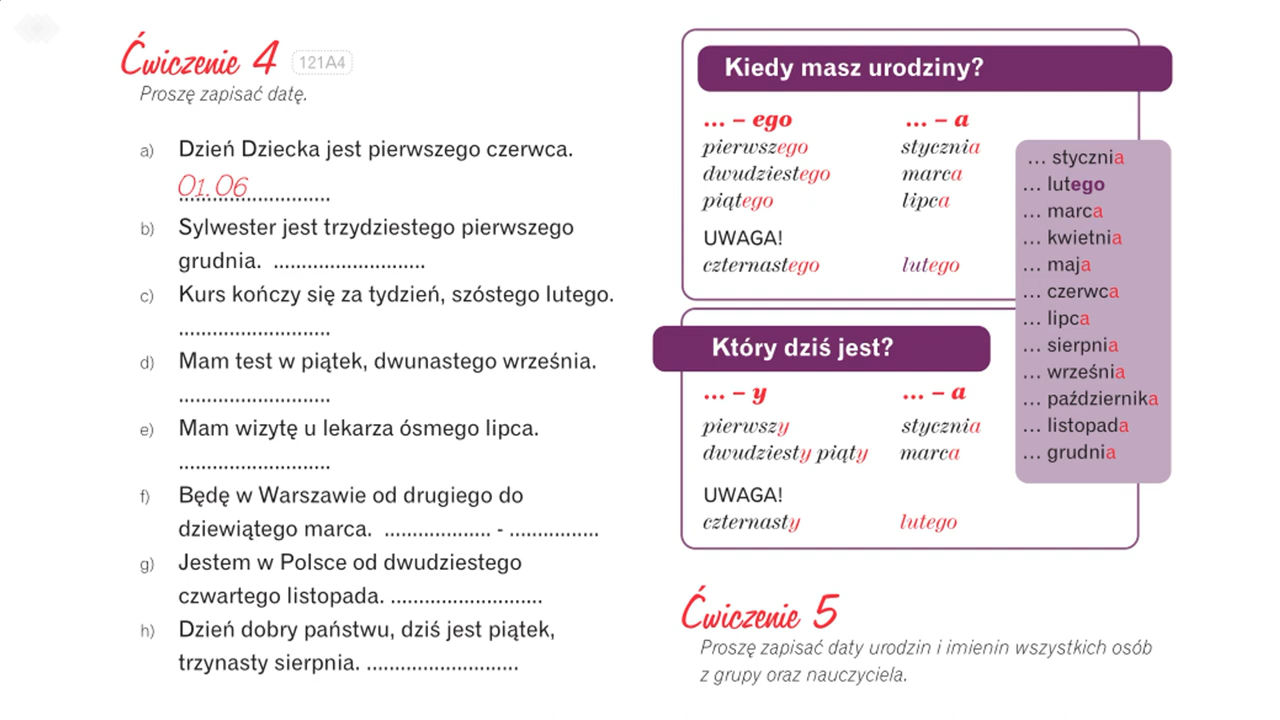 Ćwiczenie 4 121A4
Proszę zapisać datę.
a) Dzień Dziecka jest pierwszego czerwca.
01.06
..............................
b) Sylwester jest trzydziestego pierwszego
grudnia. ...........................
c) Kurs kończy się za tydzień, szóstego lutego.
...........................
d) Mam test w piątek, dwunastego września.
...........................
e) Mam wizytę u lekarza ósmego lipca.
...........................
f) Będę w Warszawie od drugiego do
dziewiątego marca. ................... - ................
g) Jestem w Polsce od dwudziestego
czwartego listopada. ...........................
h) Dzień dobry państwu, dziś jest piątek,
trzynasty sierpnia. ...........................
Kiedy masz urodziny?
... – ego ... – a
pierwszego stycznia
dwudziestego marca
piątego lipca
UWAGA!
czternastego lutego
Który dziś jest?
... – y ... – a
pierwszy stycznia
dwudziesty piąty marca
UWAGA!
czternasty lutego
... stycznia
... lutego
... marca
... kwietnia
... maja
... czerwca
... lipca
... sierpnia
... września
... października
... listopada
... grudnia
Ćwiczenie 5
Proszę zapisać daty urodzin i imienin wszystkich osób
z grupy oraz nauczyciela.